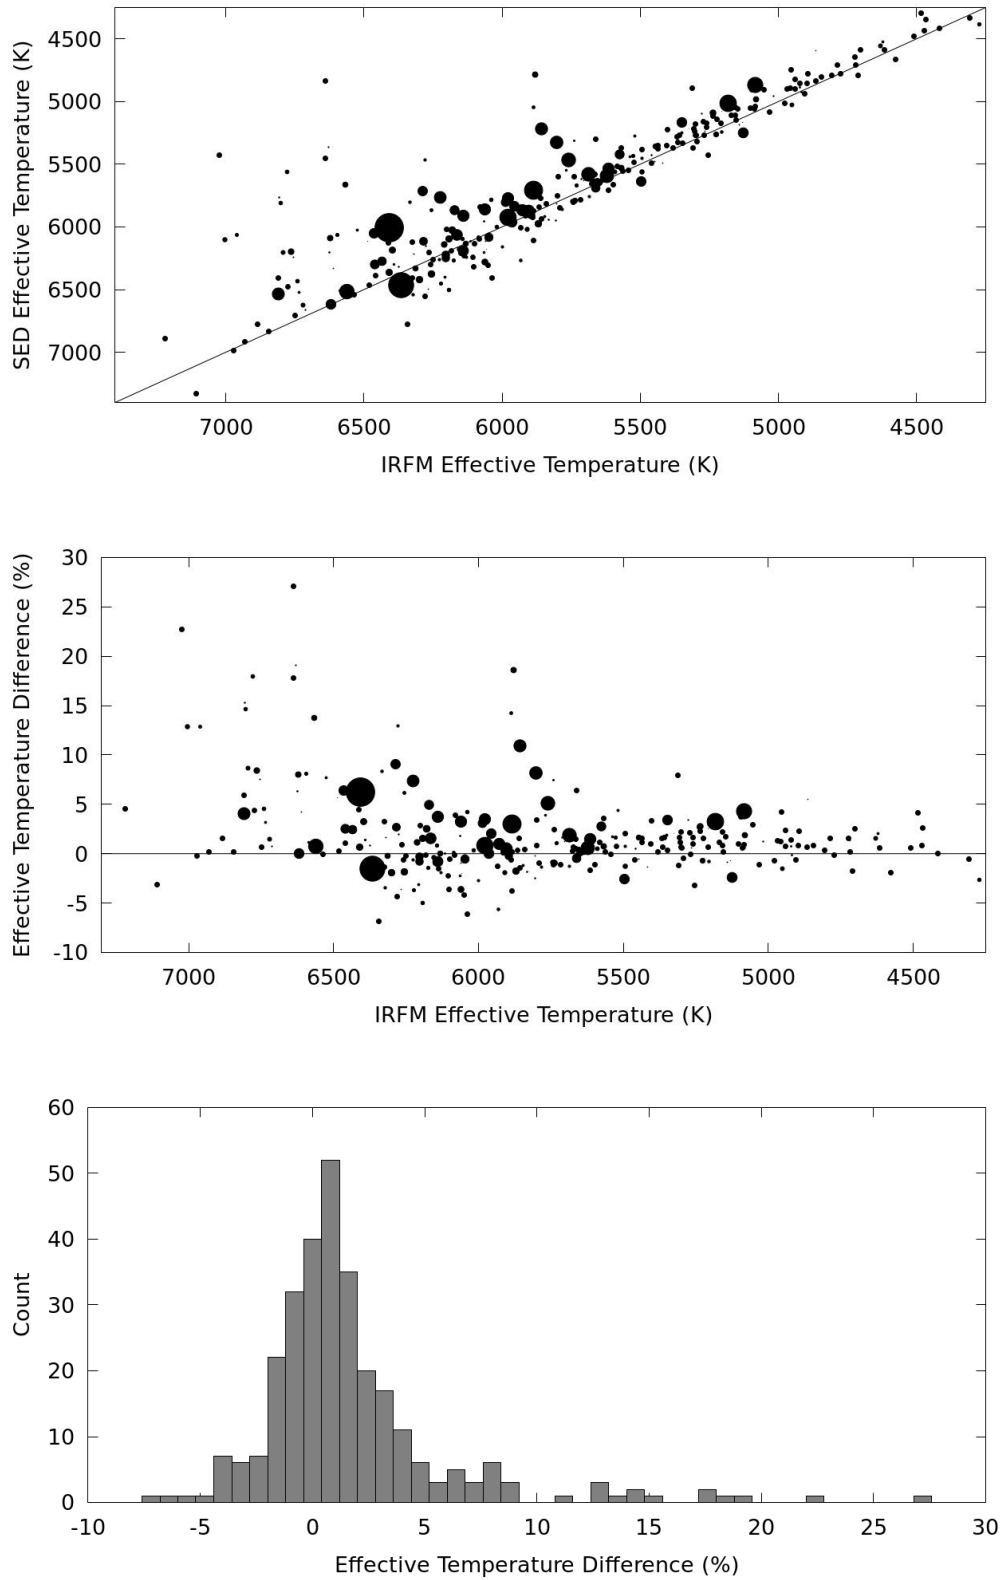 SED Effective Temperature (K)
4500
5000
5500
6000
6500
7000
7000 6500 6000 5500 5000 4500
IRFM Effective Temperature (K)
Effective Temperature Difference (%)
30
25
20
15
10
5
0
-5
-10
7000 6500 6000 5500 5000 4500
IRFM Effective Temperature (K)
Count
60
50
40
30
20
10
0
-10 -5 0 5 10 15 20 25 30
Effective Temperature Difference (%)